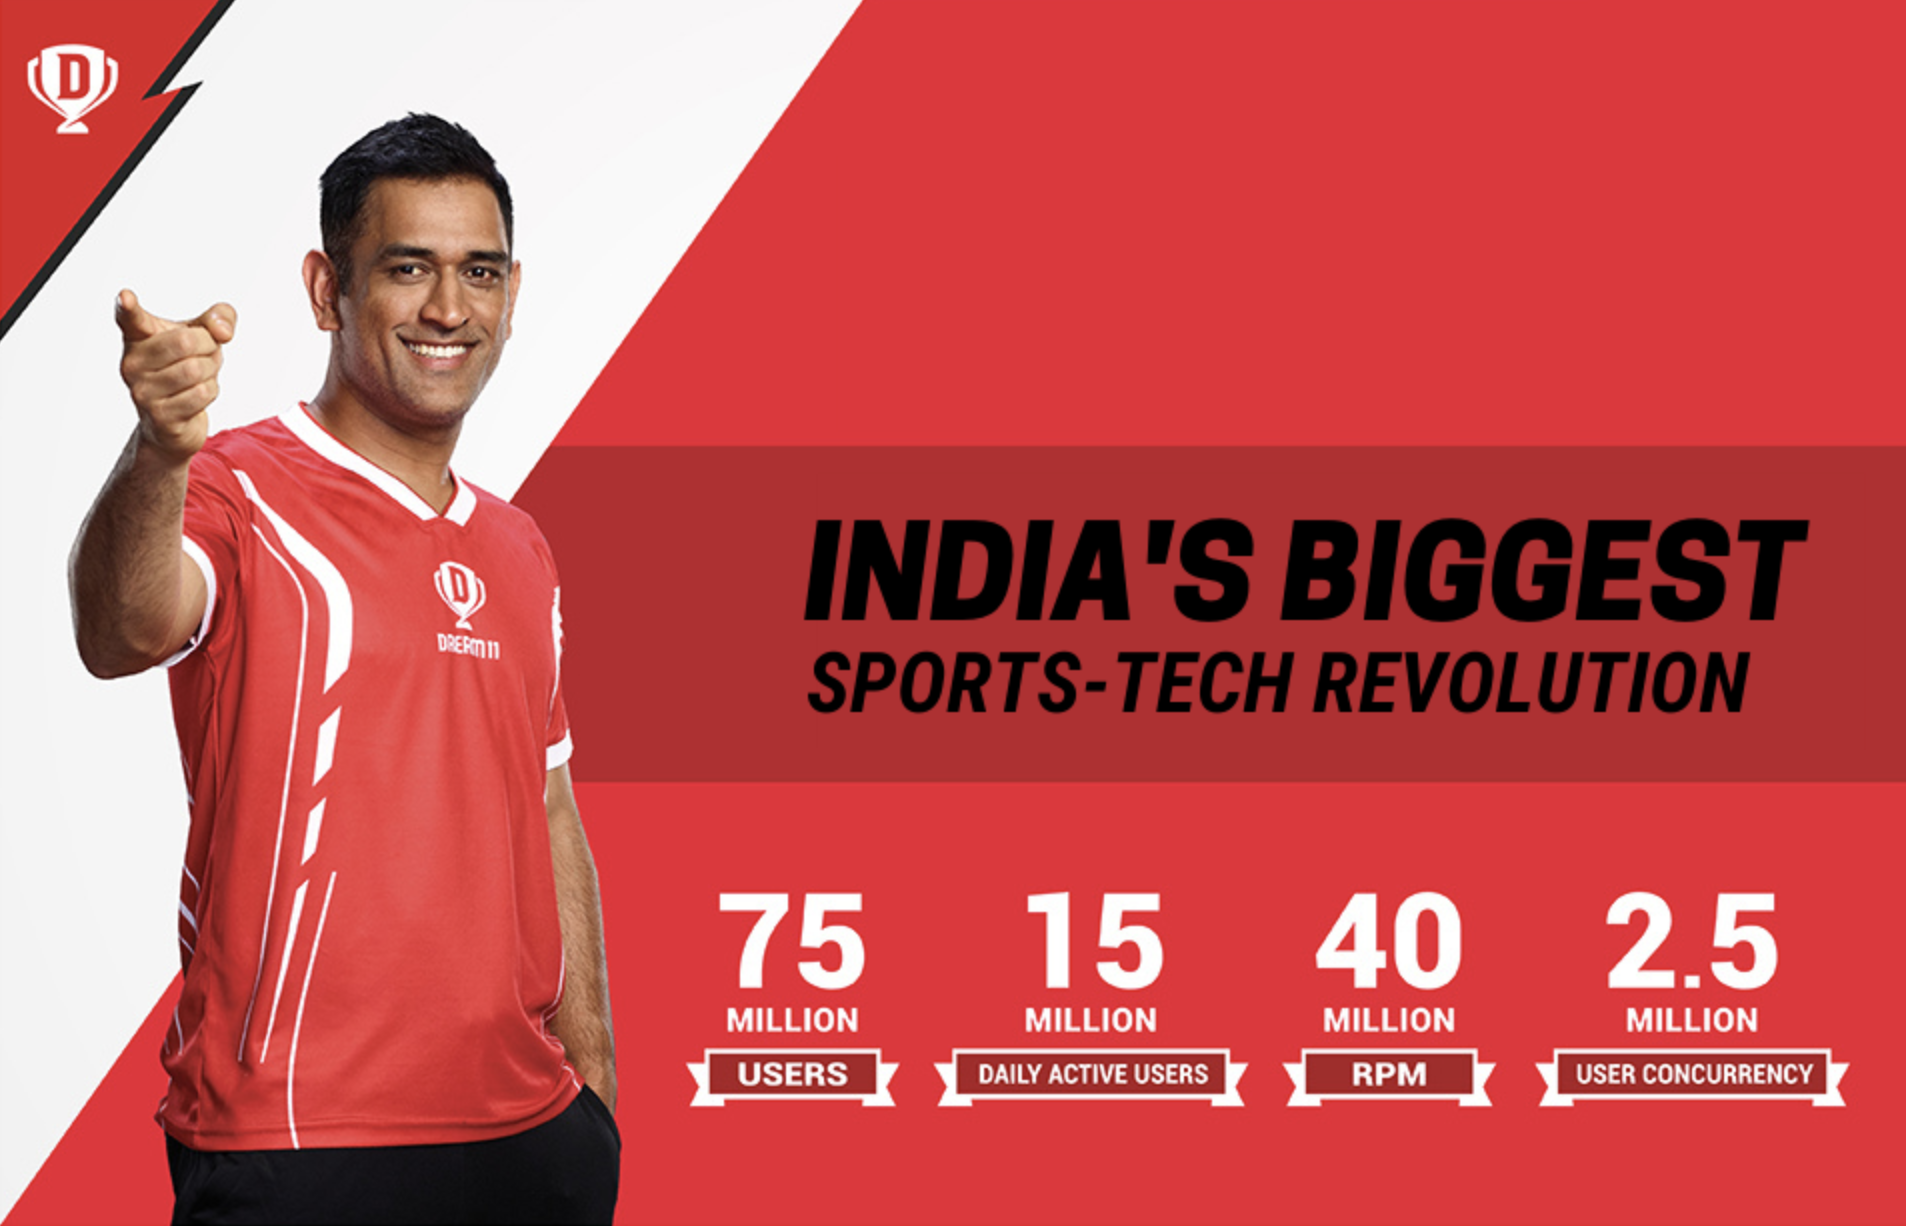 D
D
DREAM11
INDIA'S BIGGEST
SPORTS-TECH REVOLUTION
75
MILLION
USERS
15
MILLION
DAILY ACTIVE USERS
40
MILLION
RPM
2.5
MILLION
USER CONCURRENCY